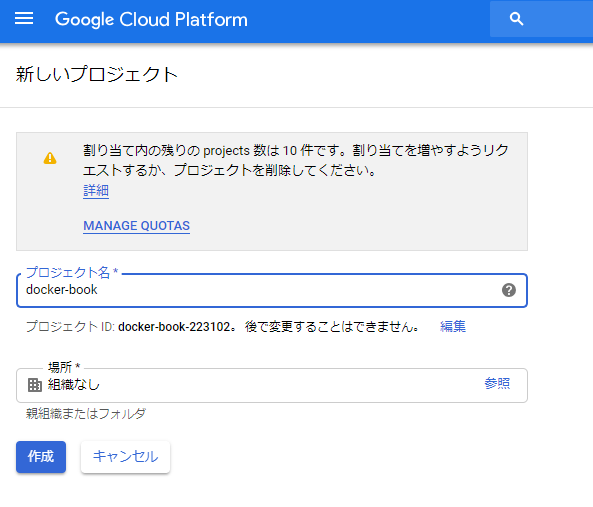 Google Cloud Platform
新しいプロジェクト
割り当て内の残りの projects 数は 10 件です。割り当てを増やすようリク
エストするか、プロジェクトを削除してください。
詳細
MANAGE QUOTAS
プロジェクト名 *
docker-book
プロジェクト ID: docker-book-223102。 後で変更することはできません。 編集
場所 *
組織なし 参照
親組織またはフォルダ
作成 キャンセル